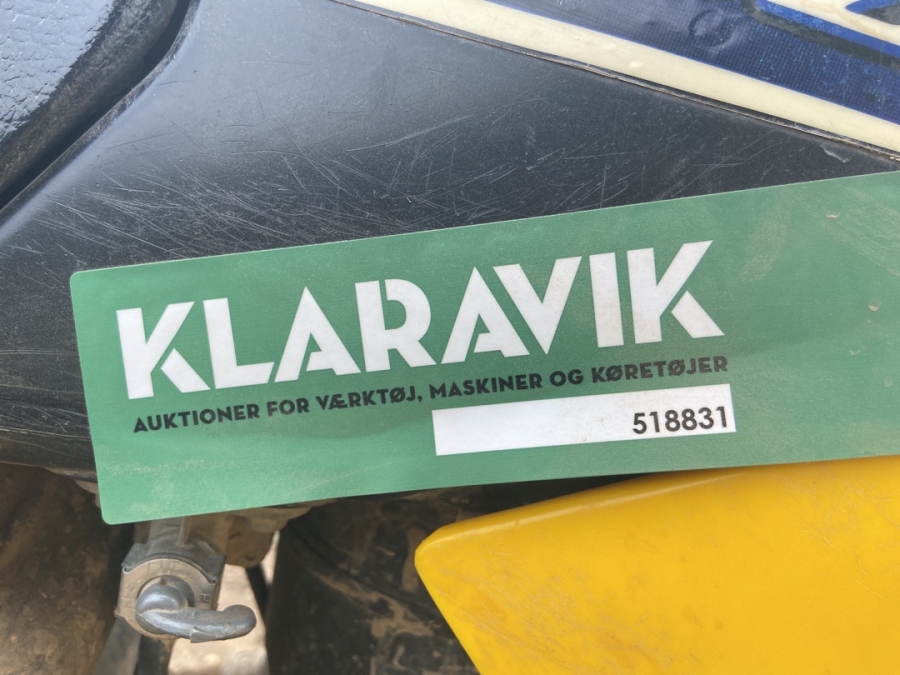 KLARAVIK
AUKTIONER FOR VÆRKTØJ, MASKINER OG KØRETØJER
518831